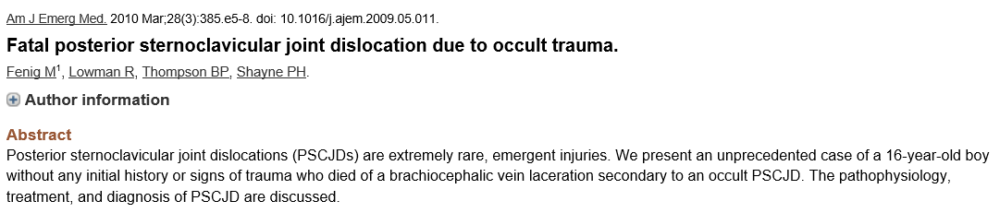 Am J Emerg Med. 2010 Mar;28(3):385.e5-8. doi: 10.1016/j.ajem.2009.05.011.
Fatal posterior sternoclavicular joint dislocation due to occult trauma.
Fenig M1, Lowman R, Thompson BP, Shayne PH.
Author information
Abstract
Posterior sternoclavicular joint dislocations (PSCJDs) are extremely rare, emergent injuries. We present an unprecedented case of a 16-year-old boy
without any initial history or signs of trauma who died of a brachiocephalic vein laceration secondary to an occult PSCJD. The pathophysiology,
treatment, and diagnosis of PSCJD are discussed.